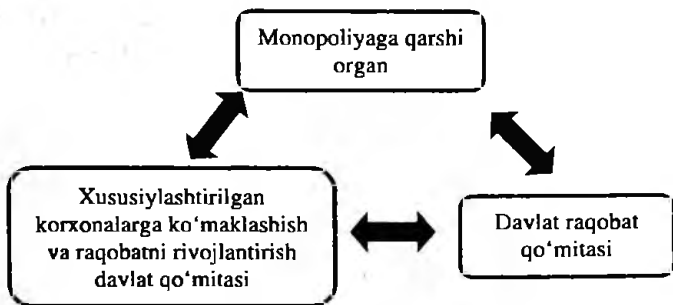 Monopoliyaga qarshi
organ
Xususiylashtirilgan
korxonalarga ko‘maklashish
va raqobatni rivojlantirish
davlat qo‘mitasi
Davlat raqobat
qo‘mitasi